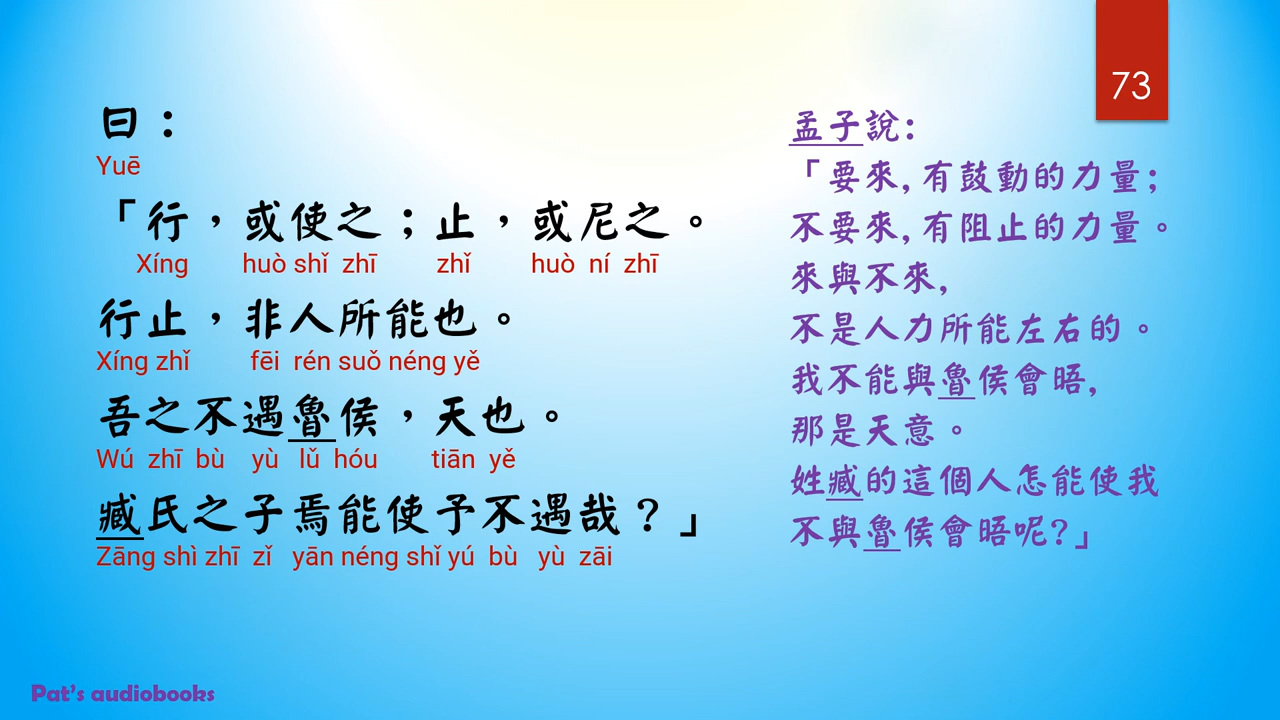 73
曰：
Yuē
「行，或使之；止，或尼之。
Xíng huò shǐ zhī zhǐ huò ní zhī
行止，非人所能也。
Xíng zhǐ fēi rén suǒ néng yě
吾之不遇魯侯，天也。
Wú zhī bù yù lǔ hóu tiān yě
臧氏之子焉能使予不遇哉？」
Zāng shì zhī zǐ yān néng shǐ yú bù yù zāi
孟子說：
「要來，有鼓動的力量；
不要來，有阻止的力量。
來與不來，
不是人力所能左右的。
我不能與魯侯會晤，
那是天意。
姓臧的這個人怎能使我
不與魯侯會晤呢？」
Pat's audiobooks